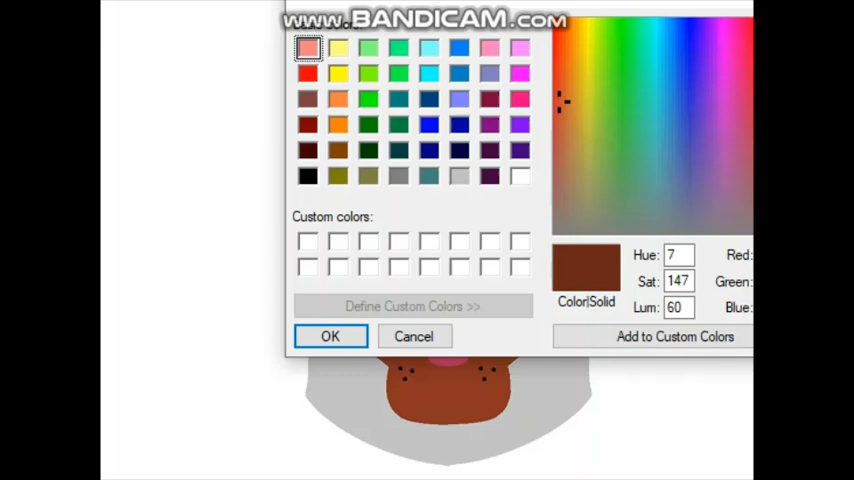 www.BANDICAM.com
Custom colors:
Define Custom Colors >>
OK
Cancel
Hue: 7
Sat: 147
Lum: 60
Red:
Green:
Blue:
Color|Solid
Add to Custom Colors